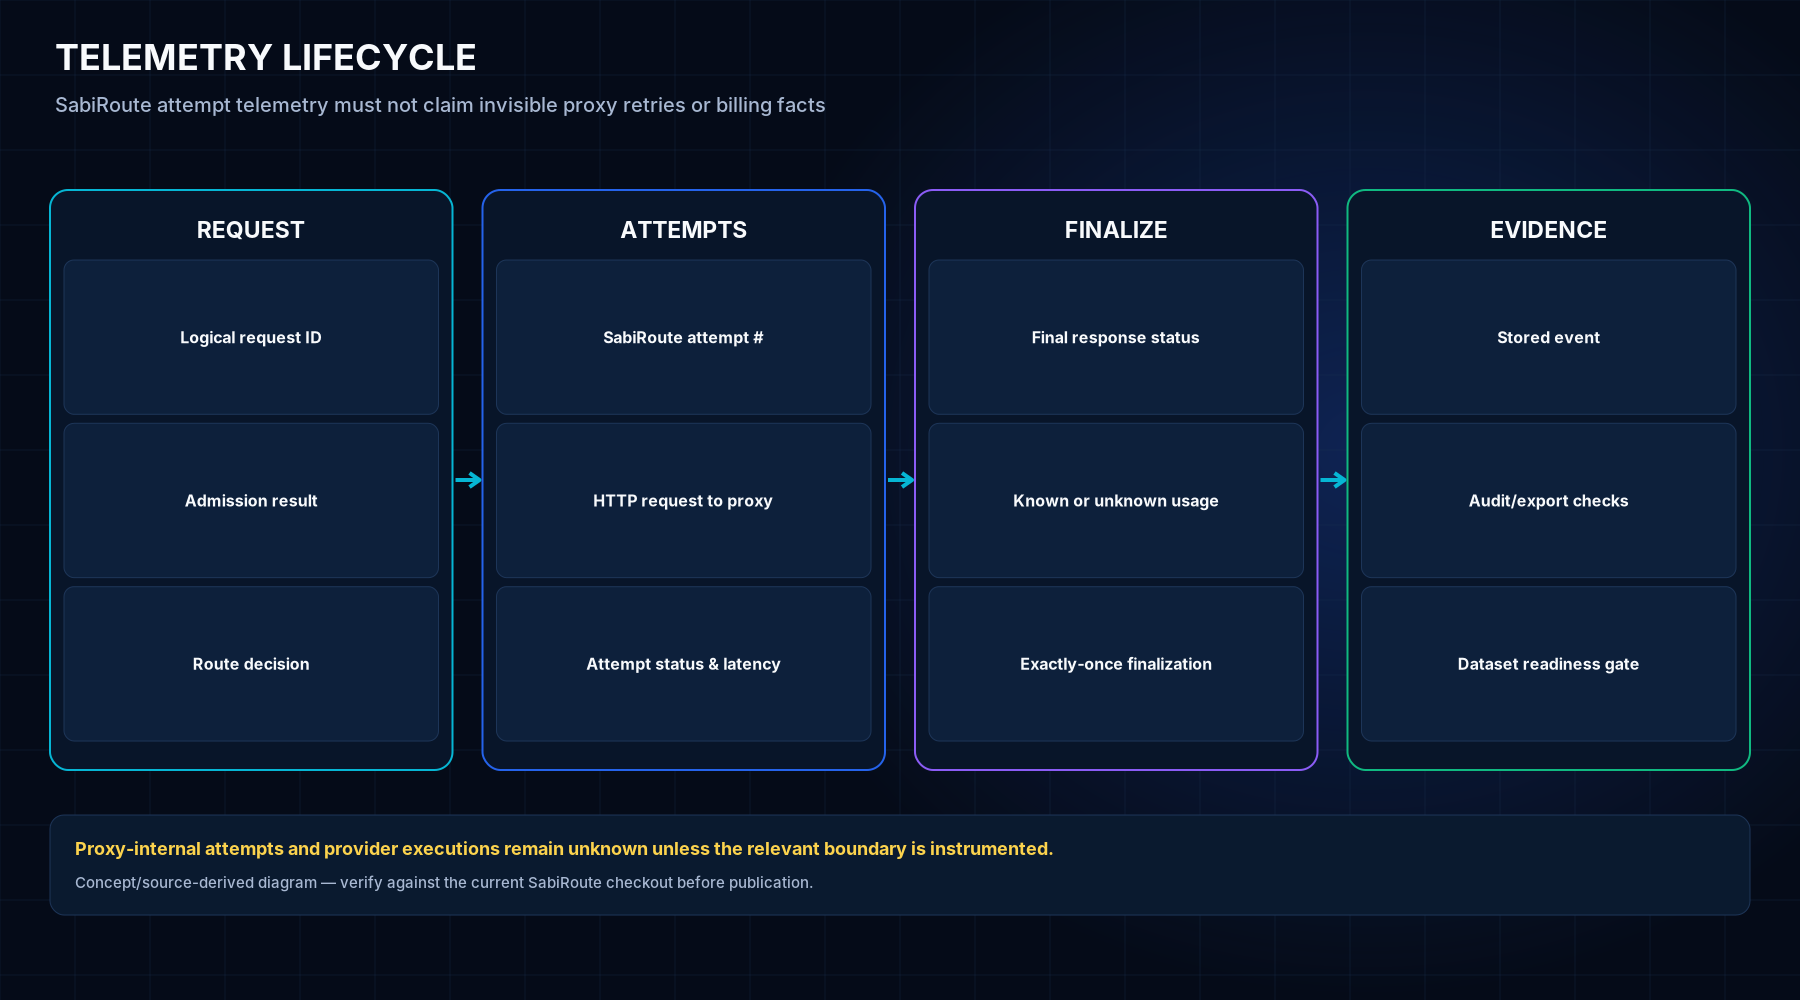 TELEMETRY LIFECYCLE
SabiRoute attempt telemetry must not claim invisible proxy retries or billing facts
REQUEST
Logical request ID
Admission result
Route decision
ATTEMPTS
SabiRoute attempt #
HTTP request to proxy
Attempt status & latency
FINALIZE
Final response status
Known or unknown usage
Exactly-once finalization
EVIDENCE
Stored event
Audit/export checks
Dataset readiness gate
Proxy-internal attempts and provider executions remain unknown unless the relevant boundary is instrumented.
Concept/source-derived diagram — verify against the current SabiRoute checkout before publication.